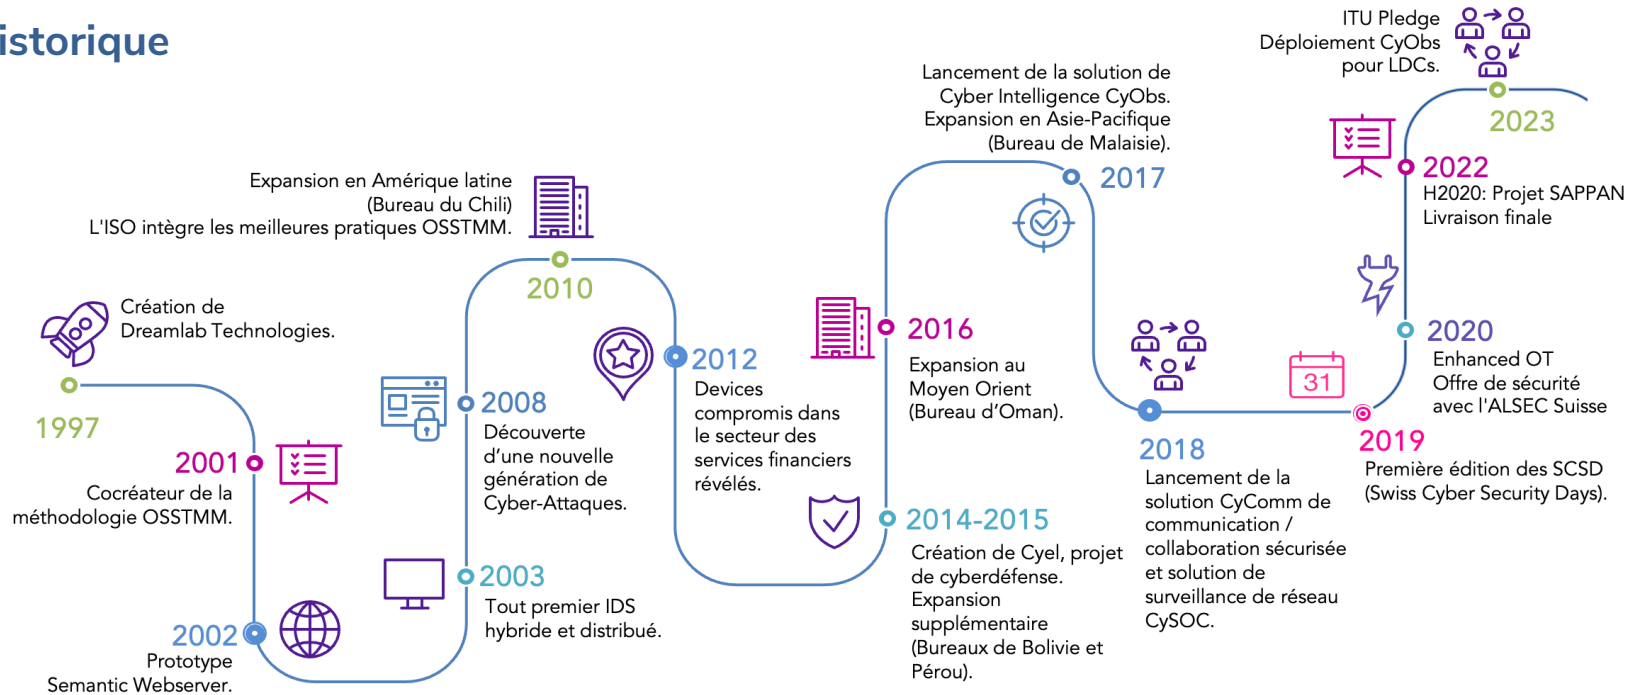 istorique
Création de
Dreamlab Technologies.
1997
2001
Cocréateur de la
méthodologie OSSTMM.
2002
Prototype
Semantic Webserver.
2003
Tout premier IDS
hybride et distribué.
2008
Découverte
d’une nouvelle
génération de
Cyber-Attaques.
Expansion en Amérique latine
(Bureau du Chili)
L'ISO intègre les meilleures pratiques OSSTMM.
2010
2012
Devices
compromis dans
le secteur des
services financiers
révélés.
2014-2015
Création de Cyel, projet
de cyberdéfense.
Expansion
supplémentaire
(Bureaux de Bolivie et
Pérou).
2016
Expansion au
Moyen Orient
(Bureau d’Oman).
Lancement de la solution de
Cyber Intelligence CyObs.
Expansion en Asie-Pacifique
(Bureau de Malaisie).
2017
2018
Lancement de la
solution CyComm de
communication /
collaboration sécurisée
et solution de
surveillance de réseau
CySOC.
31
2019
Première édition des SCSD
(Swiss Cyber Security Days).
2020
Enhanced OT
Offre de sécurité
avec l'ALSEC Suisse
2022
H2020: Projet SAPPAN
Livraison finale
ITU Pledge
Déploiement CyObs
pour LDCs.
2023